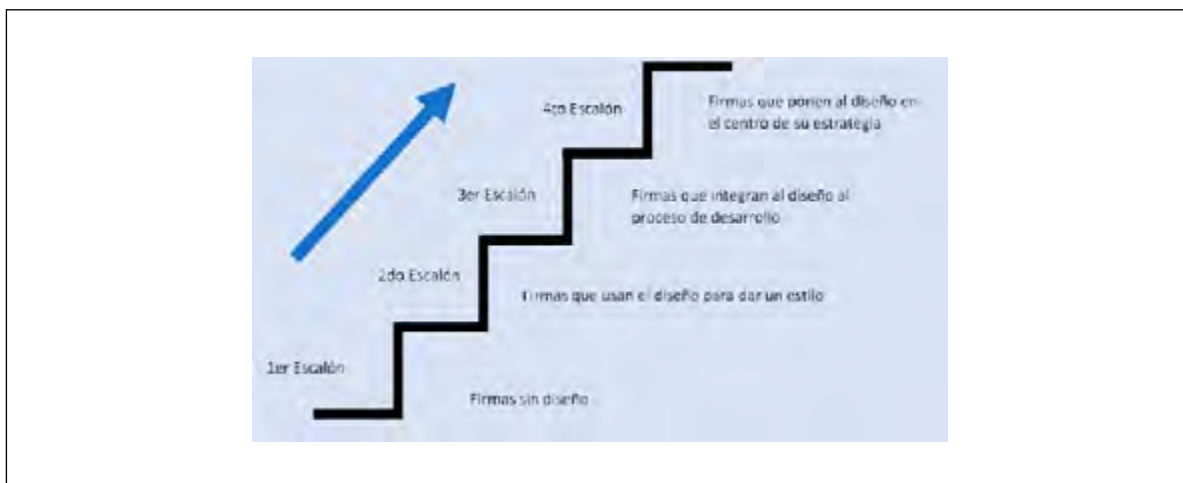 4to Escalón
Firmas que ponen al diseño en
el centro de su estrategia
3er Escalón
Firmas que integran al diseño al
proceso de desarrollo
2do Escalón
Firmas que usan el diseño para dar un estilo
1er Escalón
Firmas sin diseño